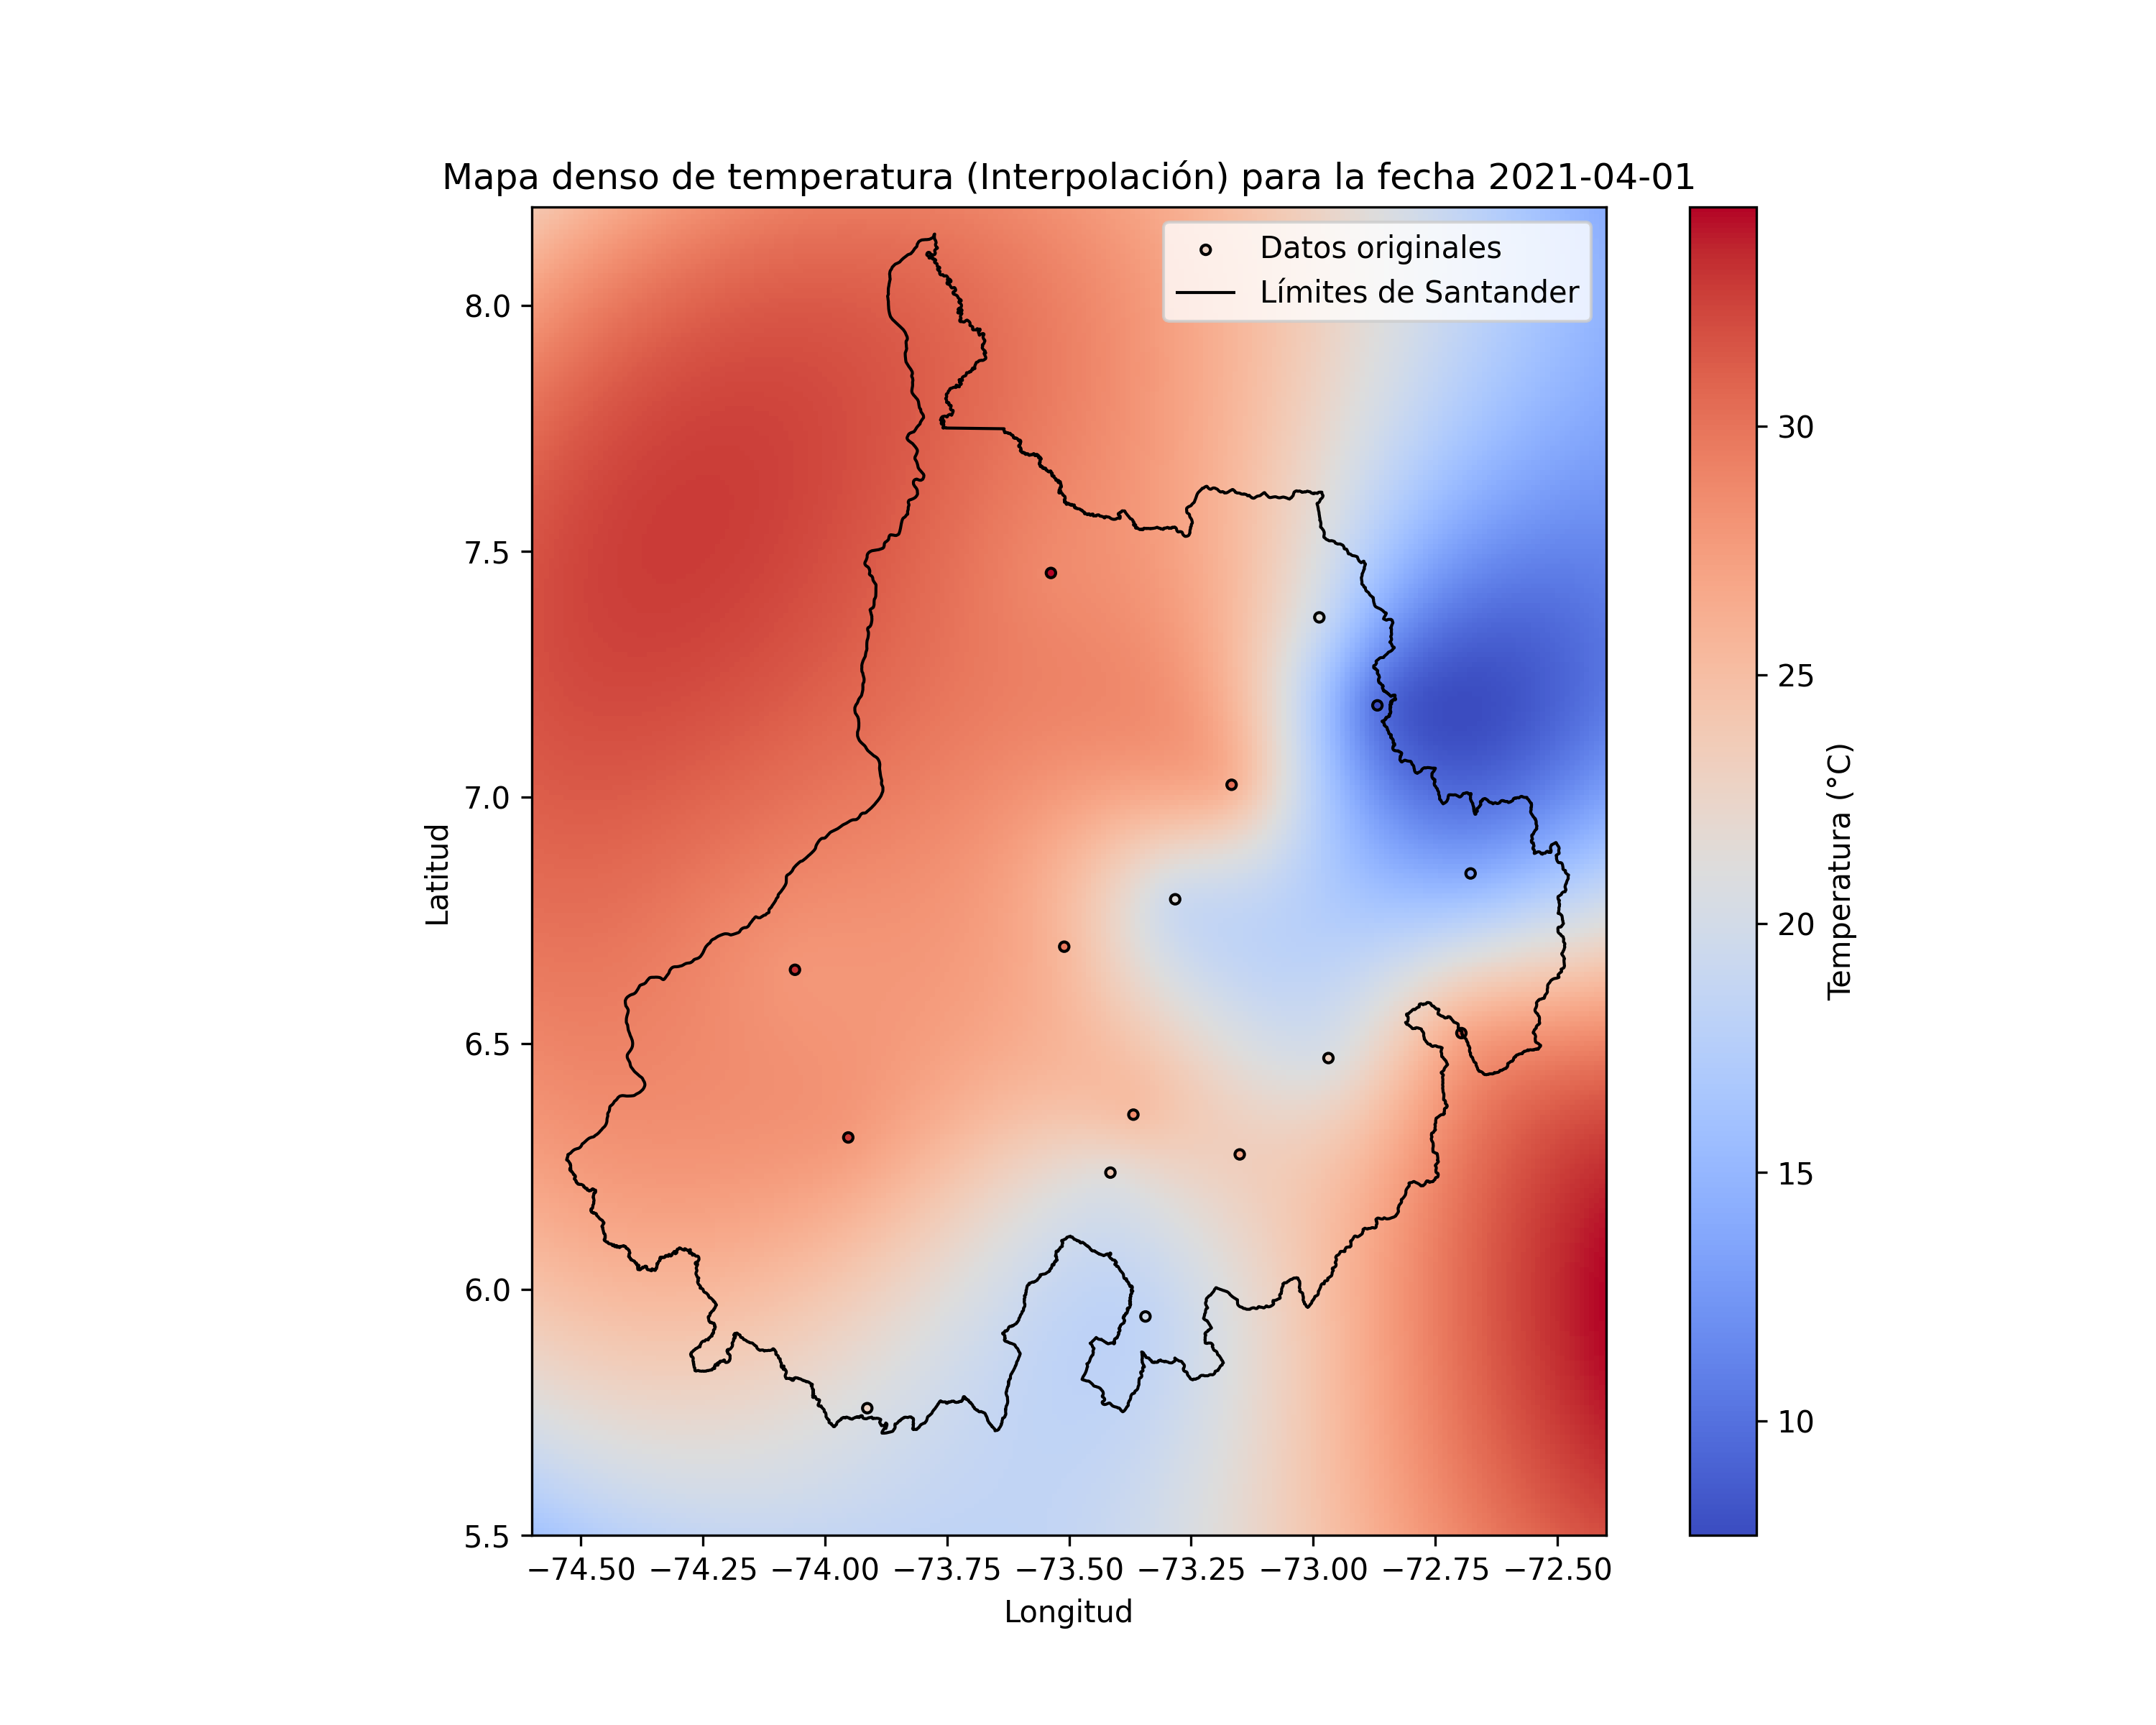 Mapa denso de temperatura (Interpolación) para la fecha 2021-04-01
Datos originales
Límites de Santander
8.0
7.5
7.0
6.5
6.0
5.5
Latitud
−74.50 −74.25 −74.00 −73.75 −73.50 −73.25 −73.00 −72.75 −72.50
Longitud
30
25
20
15
10
Temperatura (°C)